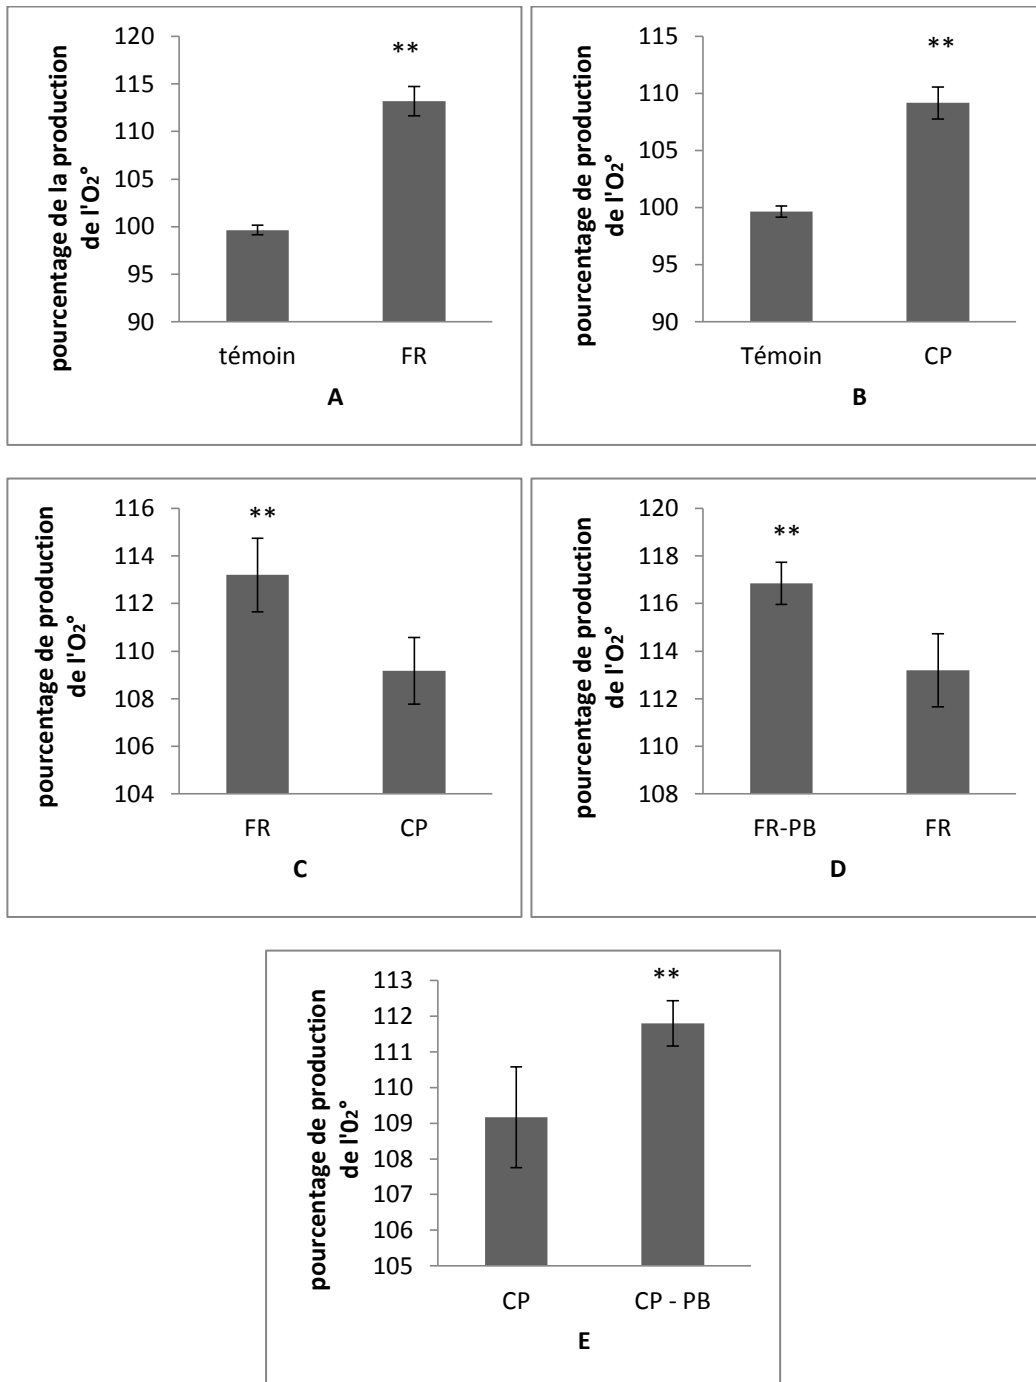 pourcentage de la production
de l'O₂°
120
115
110
105
100
95
90
**
témoin
FR
A
pourcentage de production
de l'O₂°
115
110
105
100
95
90
**
Témoin
CP
B
pourcentage de production
de l'O₂°
116
114
112
110
108
106
104
**
FR
CP
C
pourcentage de production
de l'O₂°
120
118
116
114
112
110
108
**
FR-PB
FR
D
pourcentage de production
de l'0₂°
113
112
111
110
109
108
107
106
105
**
CP
CP - PB
E